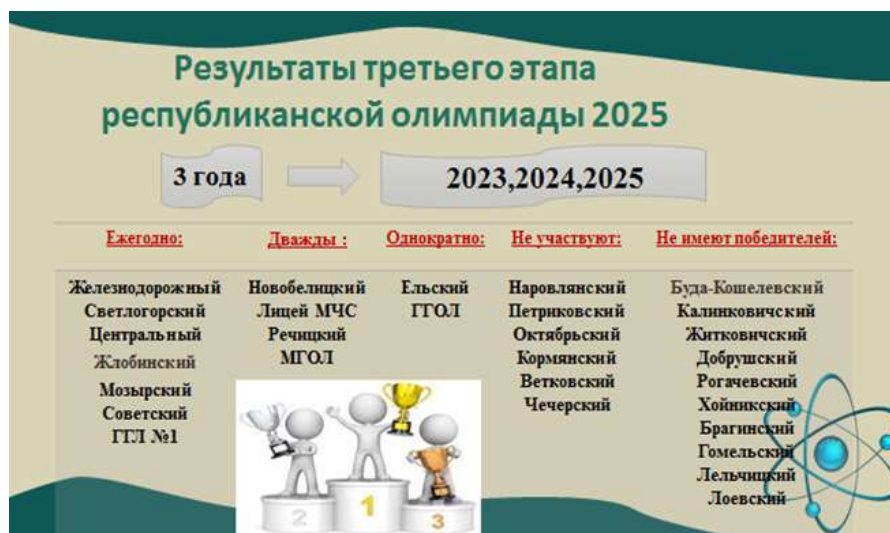 Результаты третьего этапа
республиканской олимпиады 2025
3 года
2023,2024,2025
Ежегодно:
Железнодорожный
Светлогорский
Центральный
Жлобинский
Мозырский
Советский
ГГЛ №1
Дважды :
Новобелицкий
Лицей МЧС
Речицкий
МГОЛ
Однократно:
Ельский
ГГОЛ
Не участвуют:
Наровлянский
Петриковский
Октябрьский
Кормянский
Ветковский
Чечерский
Не имеют победителей:
Буда-Кошелевский
Калинковичский
Житковичский
Добрушский
Рогачевский
Хойникский
Брагинский
Гомельский
Лельчицкий
Лоевский
2
1
3